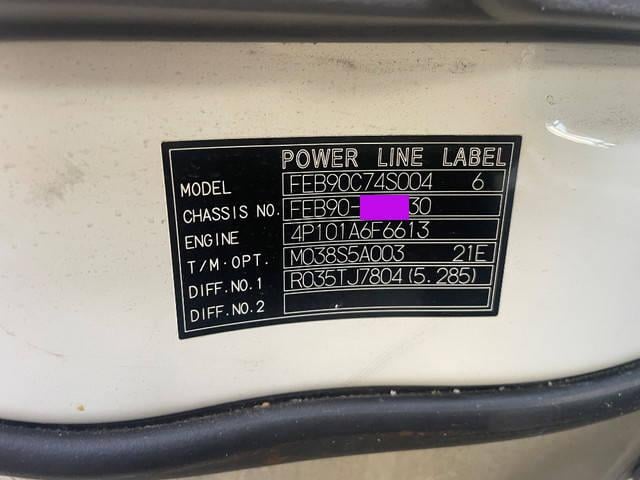 POWER LINE LABEL
MODEL FEB90C74S004 6
CHASSIS NO. FEB90- 30
ENGINE 4P101A6F6613
T/M·OPT. M038S5A003 21E
DIFF.NO.1 R035TJ7804(5.285)
DIFF.NO.2